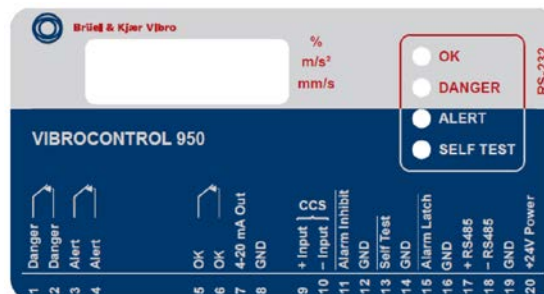 Brüel & Kjær Vibro
%
m/s²
mm/s
OK
DANGER
ALERT
SELF TEST
RS-232
VIBROCONTROL 950
CCS
1 Danger
2 Danger
3 Alert
4 Alert
5 OK
6 OK
7 4-20 mA Out
8 GND
9 + Input
10 – Input
11 Alarm Inhibit
12 GND
13 Self Test
14 GND
15 Alarm Latch
16 GND
17 + RS485
18 – RS485
19 GND
20 +24V Power